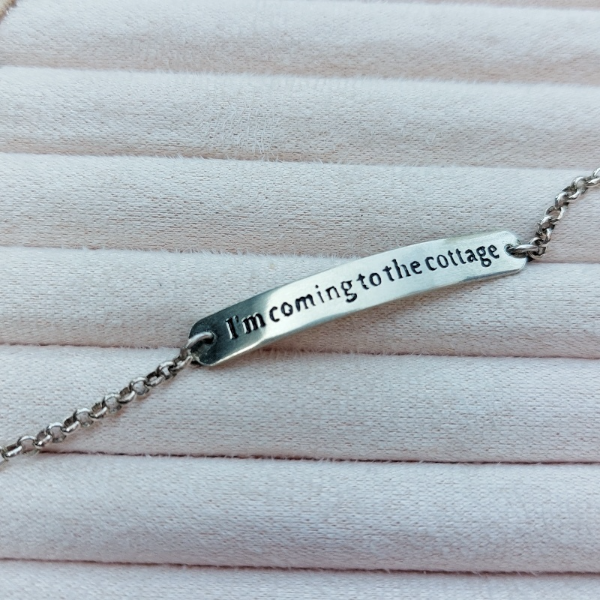 I'm coming to the cottage